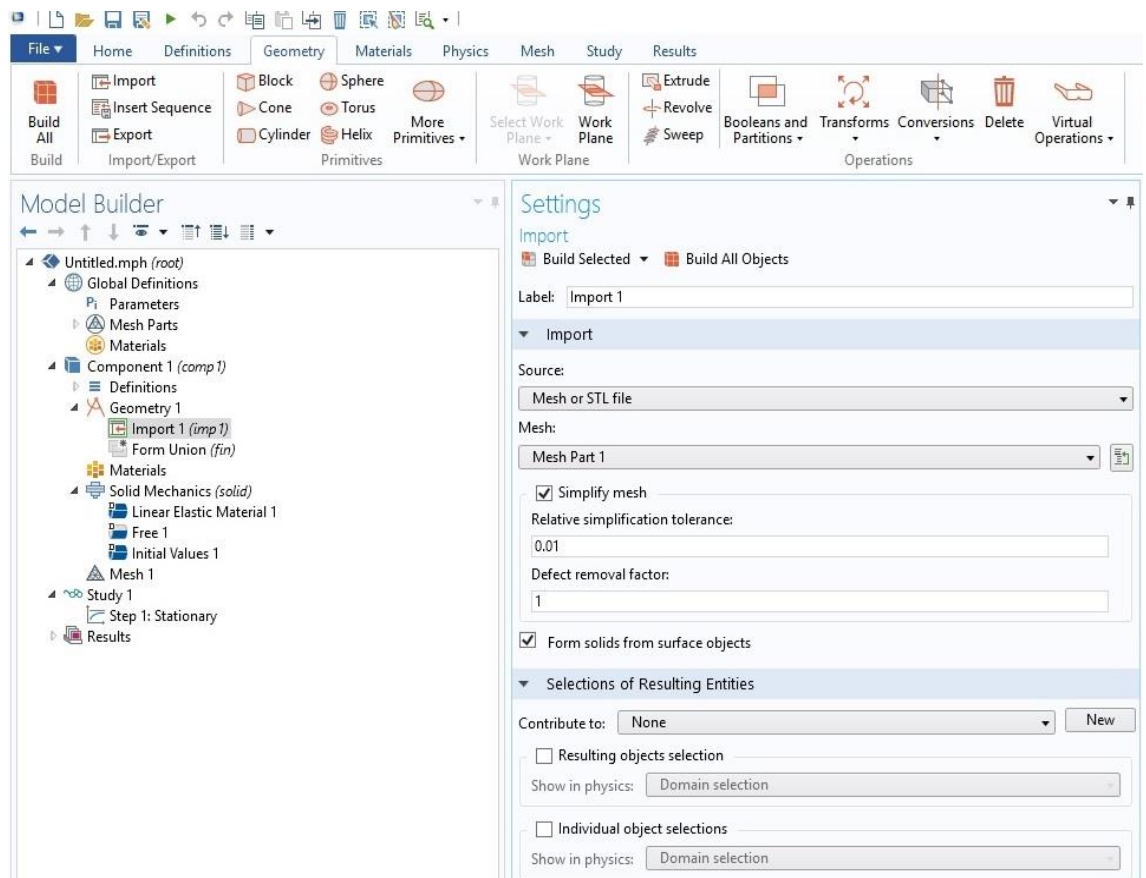 File Home Definitions Geometry Materials Physics Mesh Study Results
Import Block Sphere Extrude
Insert Sequence Cone Torus Revolve
Build All More Primitives Select Work Plane Work Plane Booleans and Partitions Transforms Conversions Delete Virtual Operations
Export Cylinder Helix Sweep
Build Import/Export Primitives Work Plane Operations
Model Builder
Untitled.mph (root)
Global Definitions
Pi Parameters
Mesh Parts
Materials
Component 1 (comp1)
Definitions
Geometry 1
Import 1 (imp1)
Form Union (fin)
Materials
Solid Mechanics (solid)
Linear Elastic Material 1
Free 1
Initial Values 1
Mesh 1
Study 1
Step 1: Stationary
Results
Settings
Import
Build Selected Build All Objects
Label: Import 1
Import
Source:
Mesh or STL file
Mesh:
Mesh Part 1
Simplify mesh
Relative simplification tolerance:
0.01
Defect removal factor:
1
Form solids from surface objects
Selections of Resulting Entities
Contribute to: None New
Resulting objects selection
Show in physics: Domain selection
Individual object selections
Show in physics: Domain selection